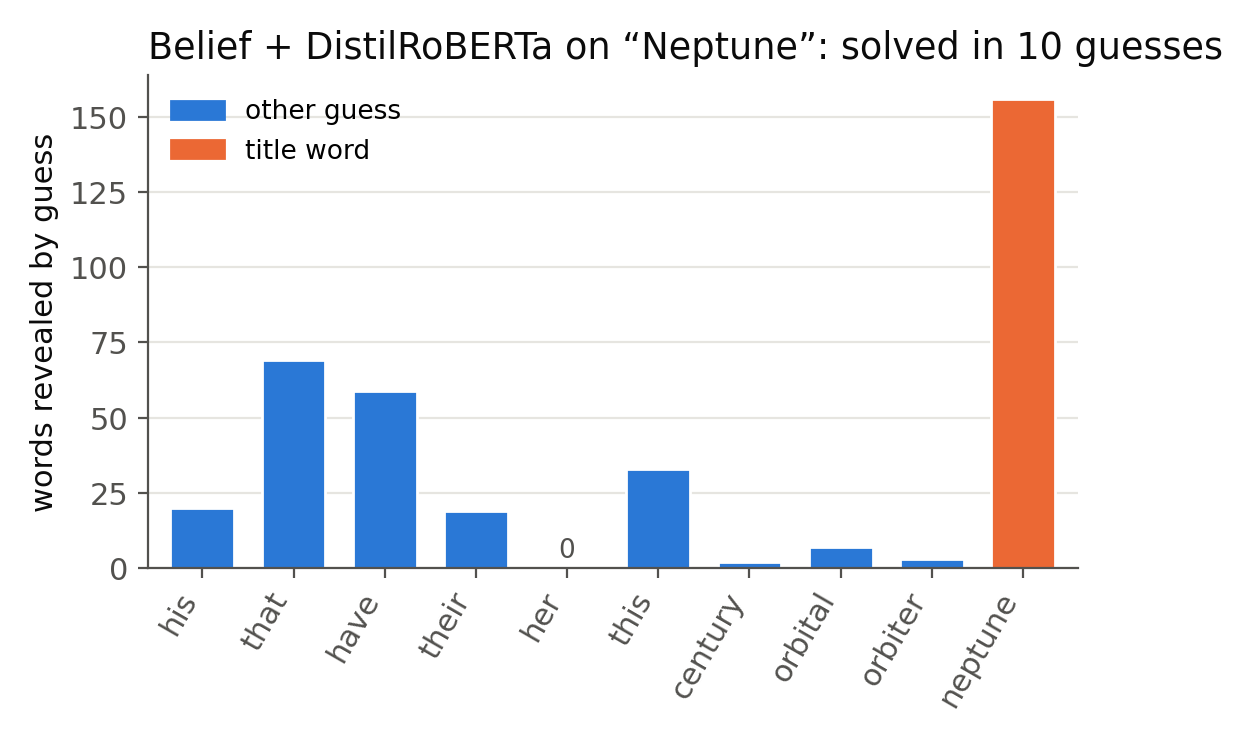 Belief + DistilRoBERTa on “Neptune”: solved in 10 guesses
other guess
title word
words revealed by guess
150
125
100
75
50
25
0
0
his
that
have
their
her
this
century
orbital
orbiter
neptune